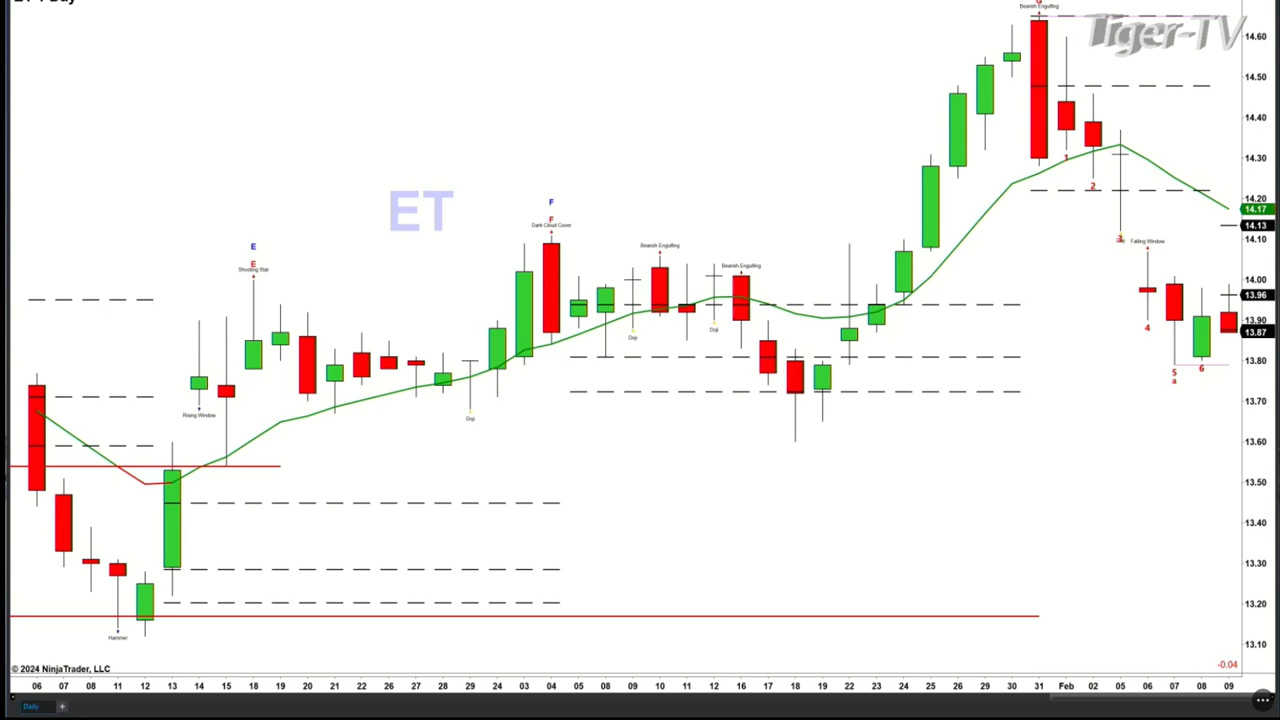 Bearish Engulfing
Tiger-TV
14.60
14.50
14.40
14.30
1
14.20
2
14.17
ET
F
14.13
F
Dark Cloud Cover
3
Falling Window
14.10
E
Bearish Engulfing
E
Shooting Star
Bearish Engulfing
14.00
13.96
13.90
4
13.87
Doji
Doji
13.80
5
6
a
13.70
Rising Window
Doji
13.60
13.50
13.40
13.30
13.20
Hammer
13.10
© 2024 NinjaTrader, LLC
-0.04
06 07 08 11 12 13 14 15 18 19 20 21 22 26 27 28 29 24 03 04 05 08 09 10 11 12 16 17 18 19 22 23 24 25 26 29 30 31 Feb 02 05 06 07 08 09
Daily +